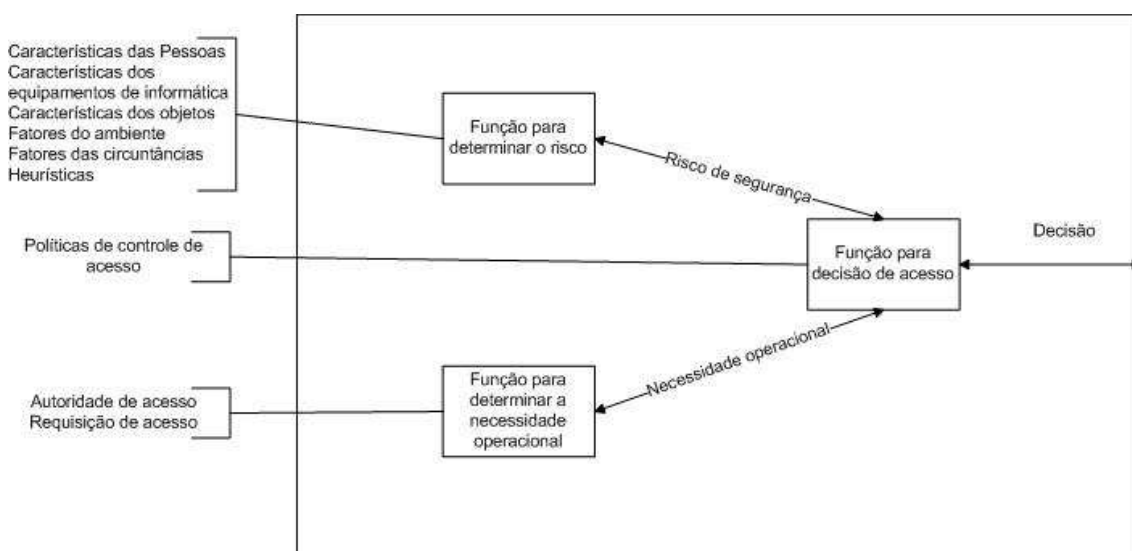 Características das Pessoas
Características dos
equipamentos de informática
Características dos objetos
Fatores do ambiente
Fatores das circuntâncias
Heurísticas
Função para
determinar o risco
Risco de segurança
Políticas de controle de
acesso
Função para
decisão de acesso
Decisão
Necessidade operacional
Autoridade de acesso
Requisição de acesso
Função para
determinar a
necessidade
operacional